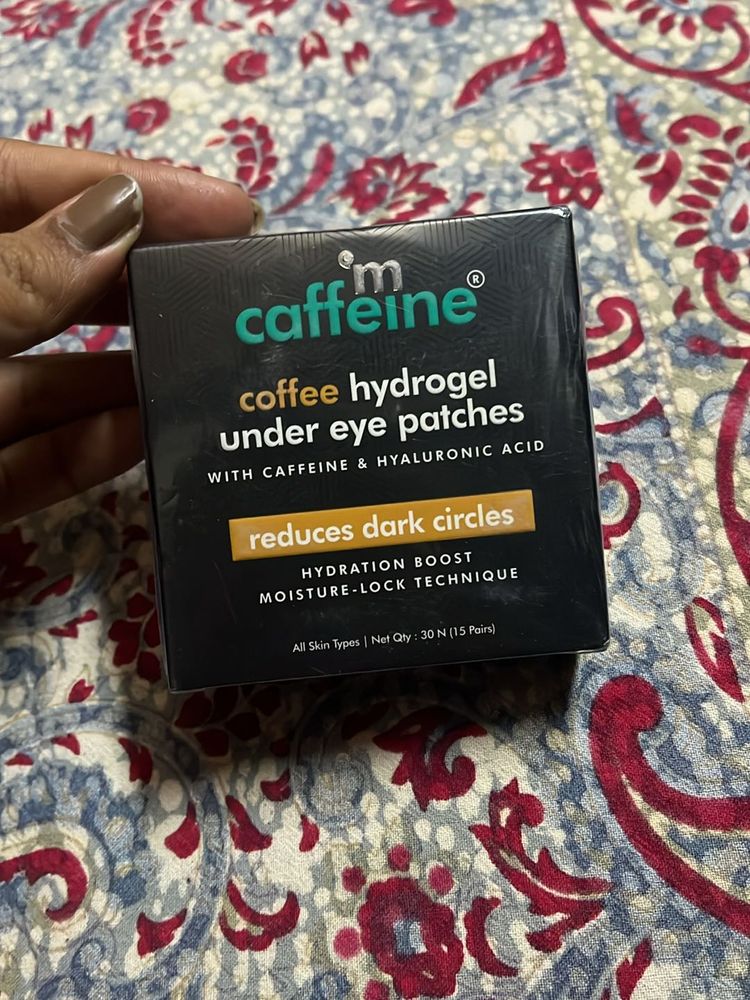 'm
caffeine®
coffee hydrogel
under eye patches
WITH CAFFEINE & HYALURONIC ACID
reduces dark circles
HYDRATION BOOST
MOISTURE-LOCK TECHNIQUE
All Skin Types | Net Qty : 30 N (15 Pairs)